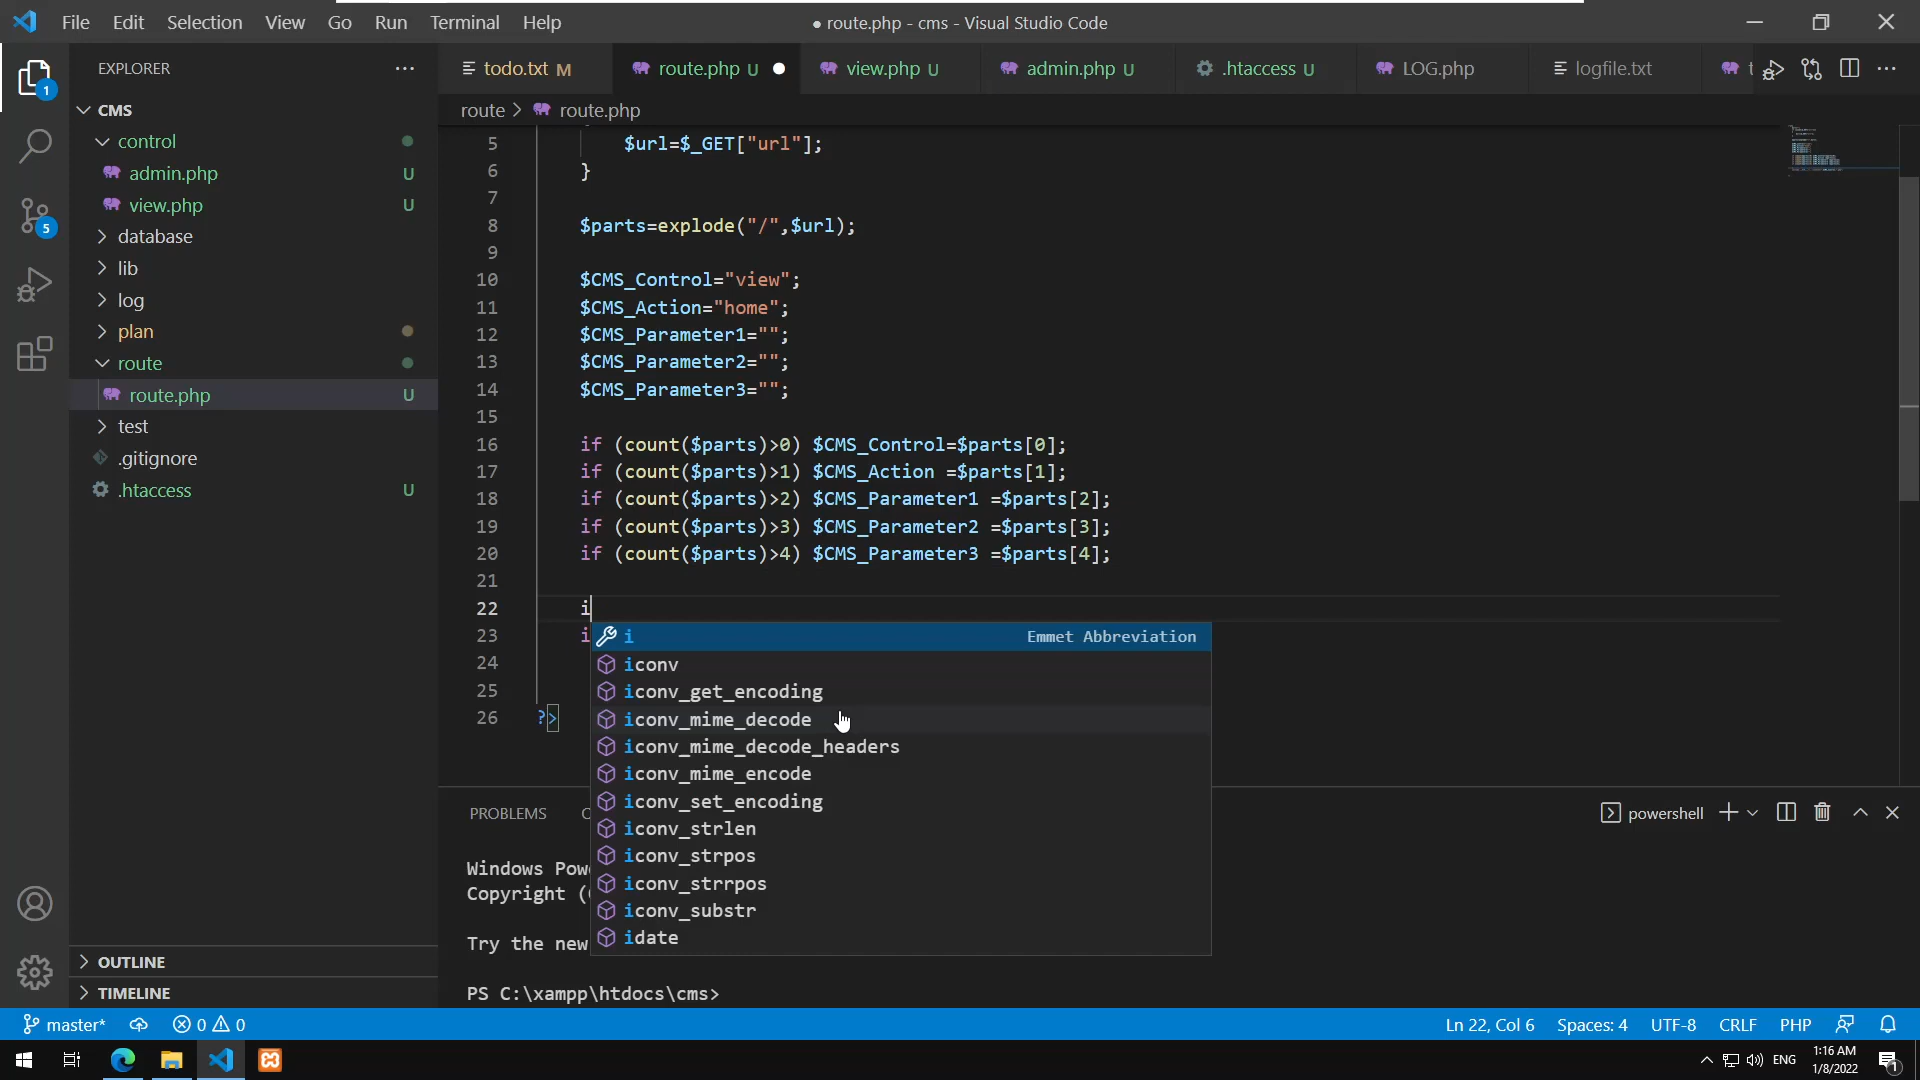 File Edit Selection View Go Run Terminal Help
● route.php - cms - Visual Studio Code
EXPLORER
todo.txt M
route.php U
view.php U
admin.php U
.htaccess U
LOG.php
logfile.txt
t
route > route.php
CMS
control
admin.php U
view.php U
database
lib
log
plan
route
route.php U
test
.gitignore
.htaccess U
OUTLINE
TIMELINE
1
5
5 $url=$_GET["url"];
6 }
7
8 $parts=explode("/",$url);
9
10 $CMS_Control="view";
11 $CMS_Action="home";
12 $CMS_Parameter1="";
13 $CMS_Parameter2="";
14 $CMS_Parameter3="";
15
16 if (count($parts)>0) $CMS_Control=$parts[0];
17 if (count($parts)>1) $CMS_Action =$parts[1];
18 if (count($parts)>2) $CMS_Parameter1 =$parts[2];
19 if (count($parts)>3) $CMS_Parameter2 =$parts[3];
20 if (count($parts)>4) $CMS_Parameter3 =$parts[4];
21
22 i
23 i
24
25
26 ?>
i Emmet Abbreviation
iconv
iconv_get_encoding
iconv_mime_decode
iconv_mime_decode_headers
iconv_mime_encode
iconv_set_encoding
iconv_strlen
iconv_strpos
iconv_strrpos
iconv_substr
idate
PROBLEMS
powershell
Windows Pow
Copyright (
Try the new
PS C:\xampp\htdocs\cms>
master* 0 0
Ln 22, Col 6 Spaces: 4 UTF-8 CRLF PHP
ENG
1:16 AM
1/8/2022
1